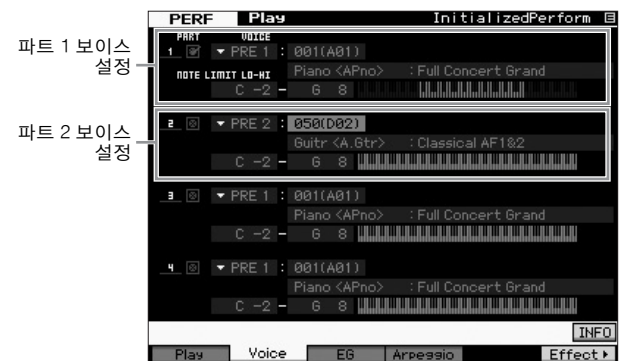 PERF Play InitializedPerform
파트 1 보이스
설정
PART VOICE
1 PRE 1 : 001(A01)
Piano <APno> : Full Concert Grand
NOTE LIMIT LO-HI
C -2 - G 8
파트 2 보이스
설정
2 PRE 2 : 050(D02)
Guitr <A.Gtr> : Classical AF1&2
C -2 - G 8
3 PRE 1 : 001(A01)
Piano <APno> : Full Concert Grand
C -2 - G 8
4 PRE 1 : 001(A01)
Piano <APno> : Full Concert Grand
C -2 - G 8
INFO
Play Voice EG Arpeggio Effect